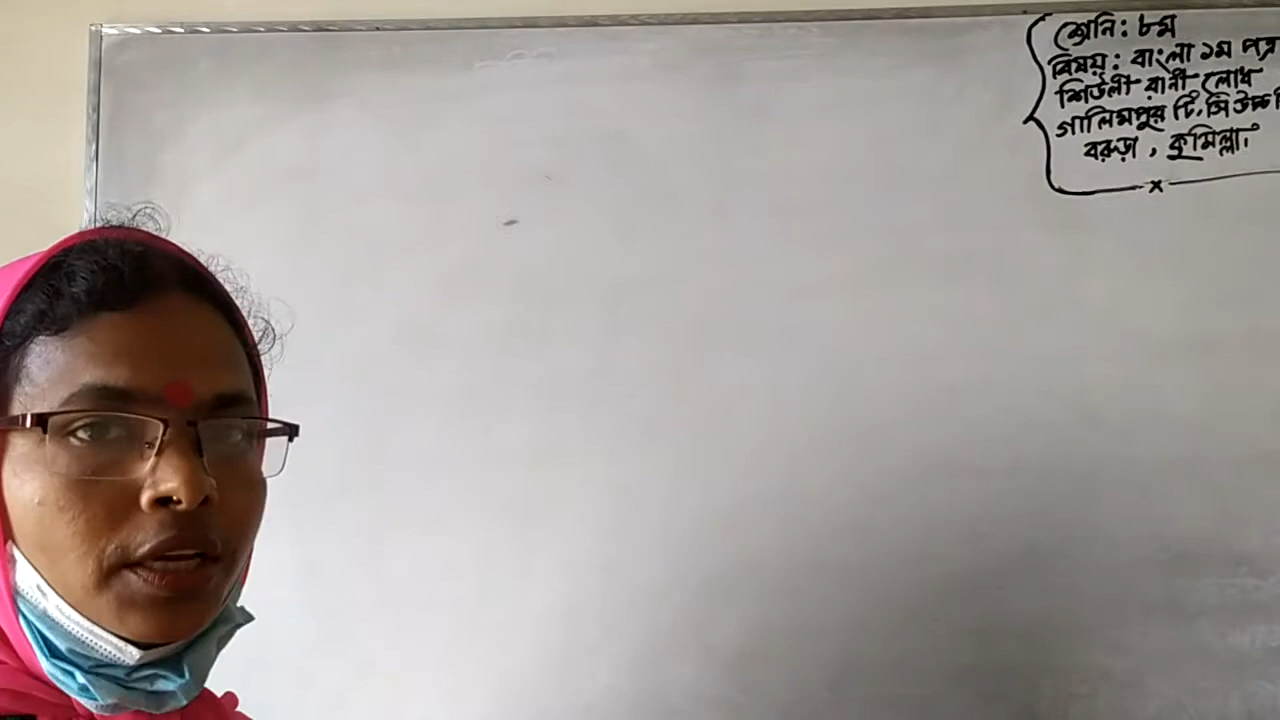 শ্রেনি: ৮ম
বিষয়: বাংলা ১ম পত্র
শিউলী রানী লোধ
গালিমপুর টি.সি উচ্চ
বরুড়া, কুমিল্লা।